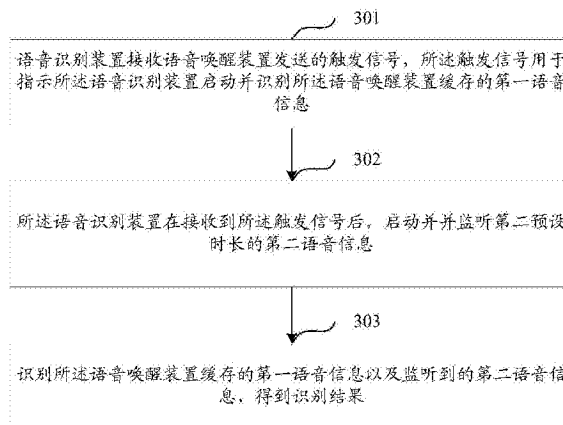 301
语音识别装置接收语音唤醒装置发送的触发信号，所述触发信号用于
指示所述语音识别装置启动并识别所述语音唤醒装置缓存的第一语音
信息
302
所述语音识别装置在接收到所述触发信号后，启动并并监听第二预设
时长的第二语音信息
303
识别所述语音唤醒装置缓存的第一语音信息以及监听到的第二语音信
息，得到识别结果